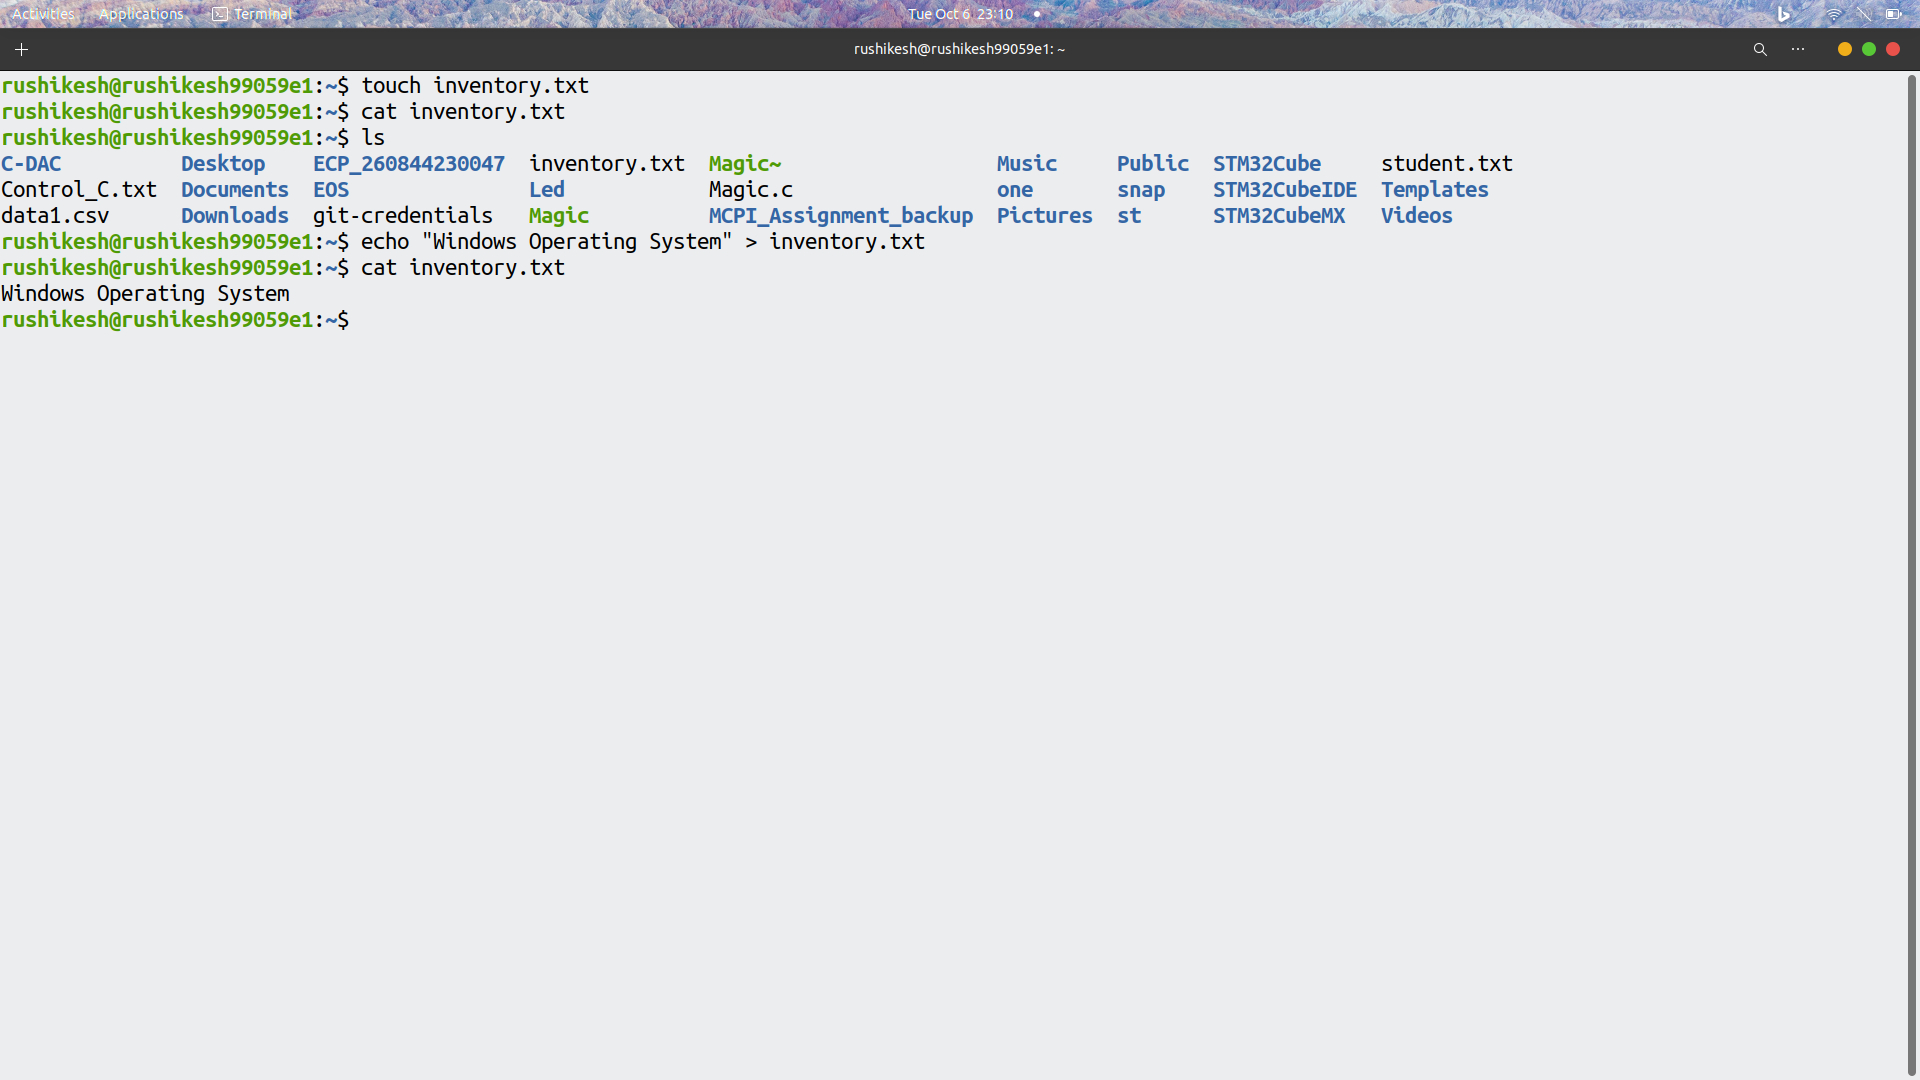 Activities Applications Terminal Tue Oct 6 23:10
rushikesh@rushikesh99059e1: ~
rushikesh@rushikesh99059e1:~$ touch inventory.txt
rushikesh@rushikesh99059e1:~$ cat inventory.txt
rushikesh@rushikesh99059e1:~$ ls
C-DAC Desktop ECP_260844230047 inventory.txt Magic~ Music Public STM32Cube student.txt
Control_C.txt Documents EOS Led Magic.c one snap STM32CubeIDE Templates
data1.csv Downloads git-credentials Magic MCPI_Assignment_backup Pictures st STM32CubeMX Videos
rushikesh@rushikesh99059e1:~$ echo "Windows Operating System" > inventory.txt
rushikesh@rushikesh99059e1:~$ cat inventory.txt
Windows Operating System
rushikesh@rushikesh99059e1:~$